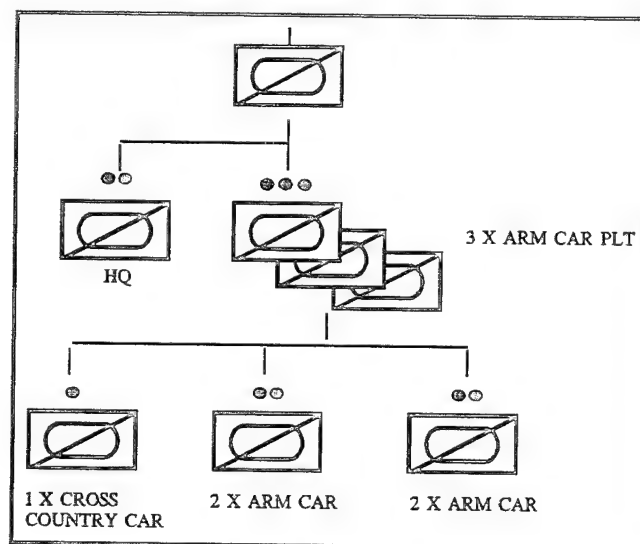 3 X ARM CAR PLT
HQ
1 X CROSS
COUNTRY CAR
2 X ARM CAR
2 X ARM CAR